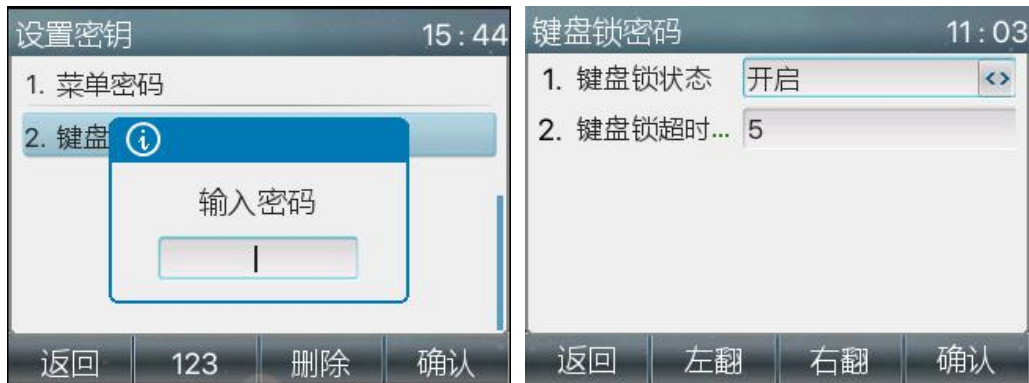 设置密钥 15:44
1. 菜单密码
2. 键盘
输入密码
返回 123 删除 确认
键盘锁密码 11:03
1. 键盘锁状态 开启 <>
2. 键盘锁超时... 5
返回 左翻 右翻 确认